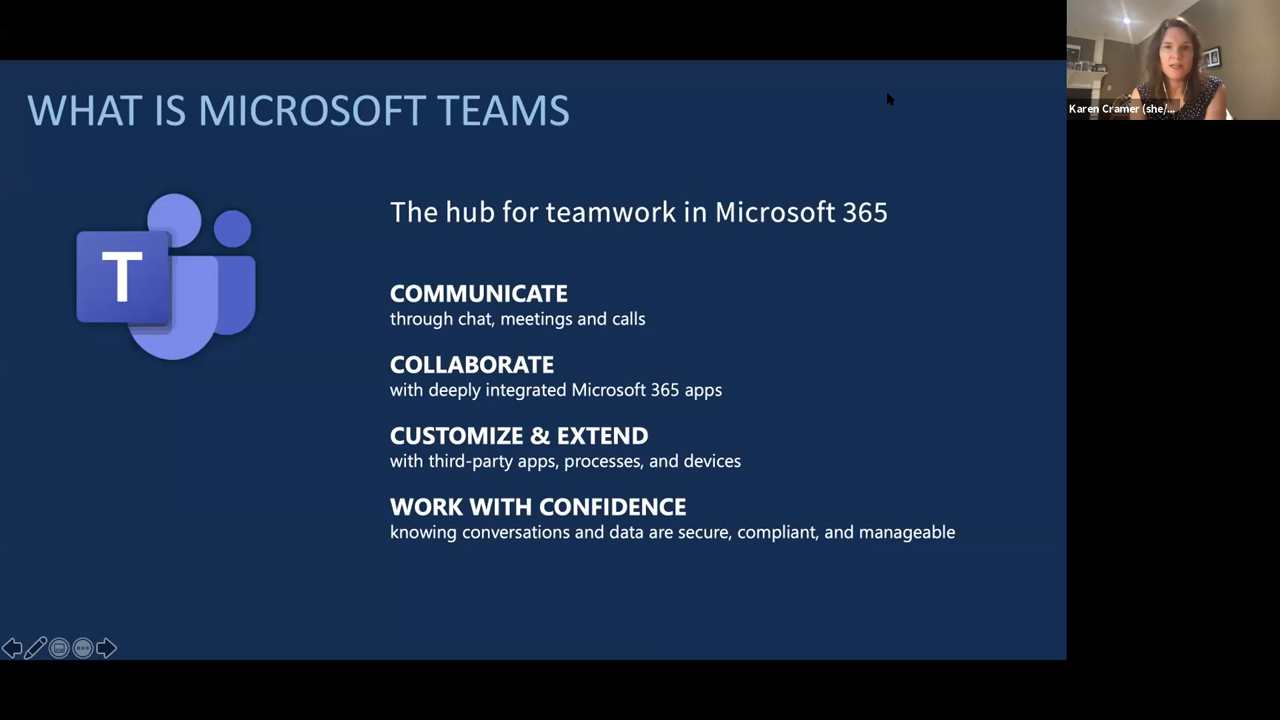 WHAT IS MICROSOFT TEAMS
Karen Cramer (she/...
T
The hub for teamwork in Microsoft 365
COMMUNICATE
through chat, meetings and calls
COLLABORATE
with deeply integrated Microsoft 365 apps
CUSTOMIZE & EXTEND
with third-party apps, processes, and devices
WORK WITH CONFIDENCE
knowing conversations and data are secure, compliant, and manageable